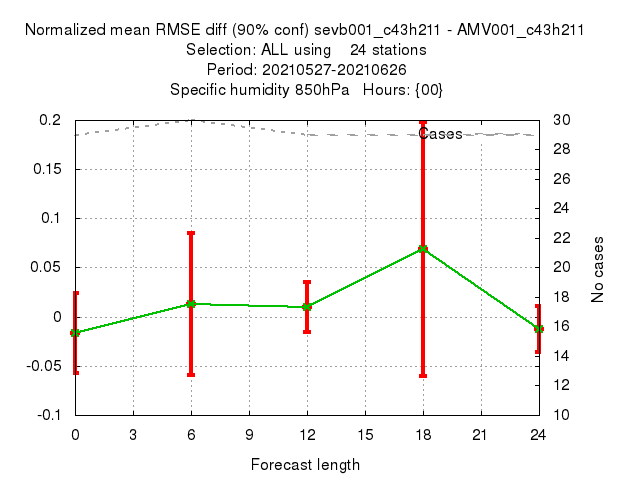 Normalized mean RMSE diff (90% conf) sevb001_c43h211 - AMV001_c43h211
Selection: ALL using    24 stations
Period: 20210527-20210626
Specific humidity 850hPa   Hours: {00}
0.2
0.15
0.1
0.05
0
-0.05
-0.1
Cases
30
28
26
24
22
20
18
16
14
12
10
No cases
0 3 6 9 12 15 18 21 24
Forecast length